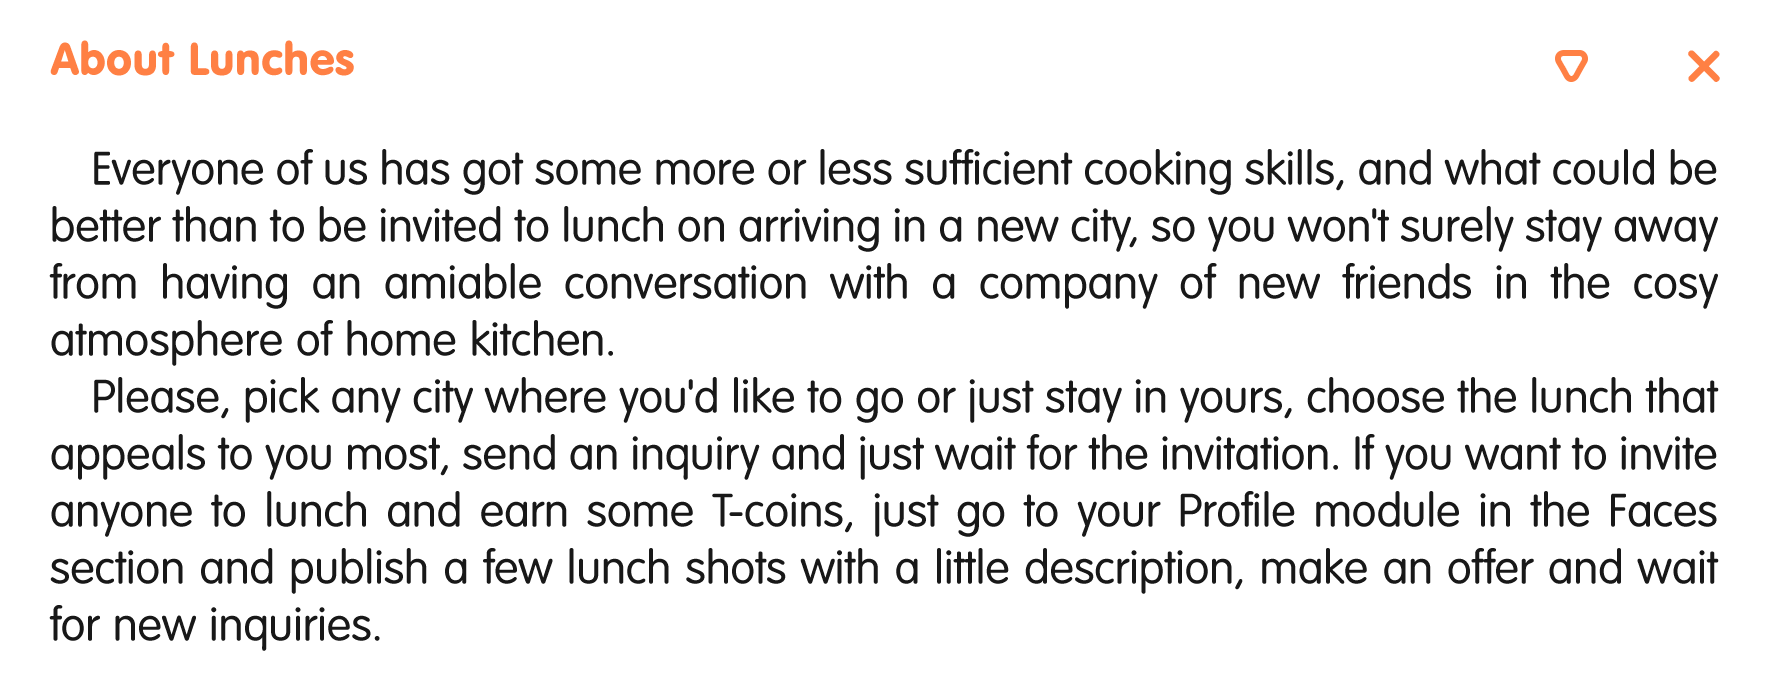 About Lunches
Everyone of us has got some more or less sufficient cooking skills, and what could be
better than to be invited to lunch on arriving in a new city, so you won't surely stay away
from having an amiable conversation with a company of new friends in the cosy
atmosphere of home kitchen.
Please, pick any city where you'd like to go or just stay in yours, choose the lunch that
appeals to you most, send an inquiry and just wait for the invitation. If you want to invite
anyone to lunch and earn some T-coins, just go to your Profile module in the Faces
section and publish a few lunch shots with a little description, make an offer and wait
for new inquiries.